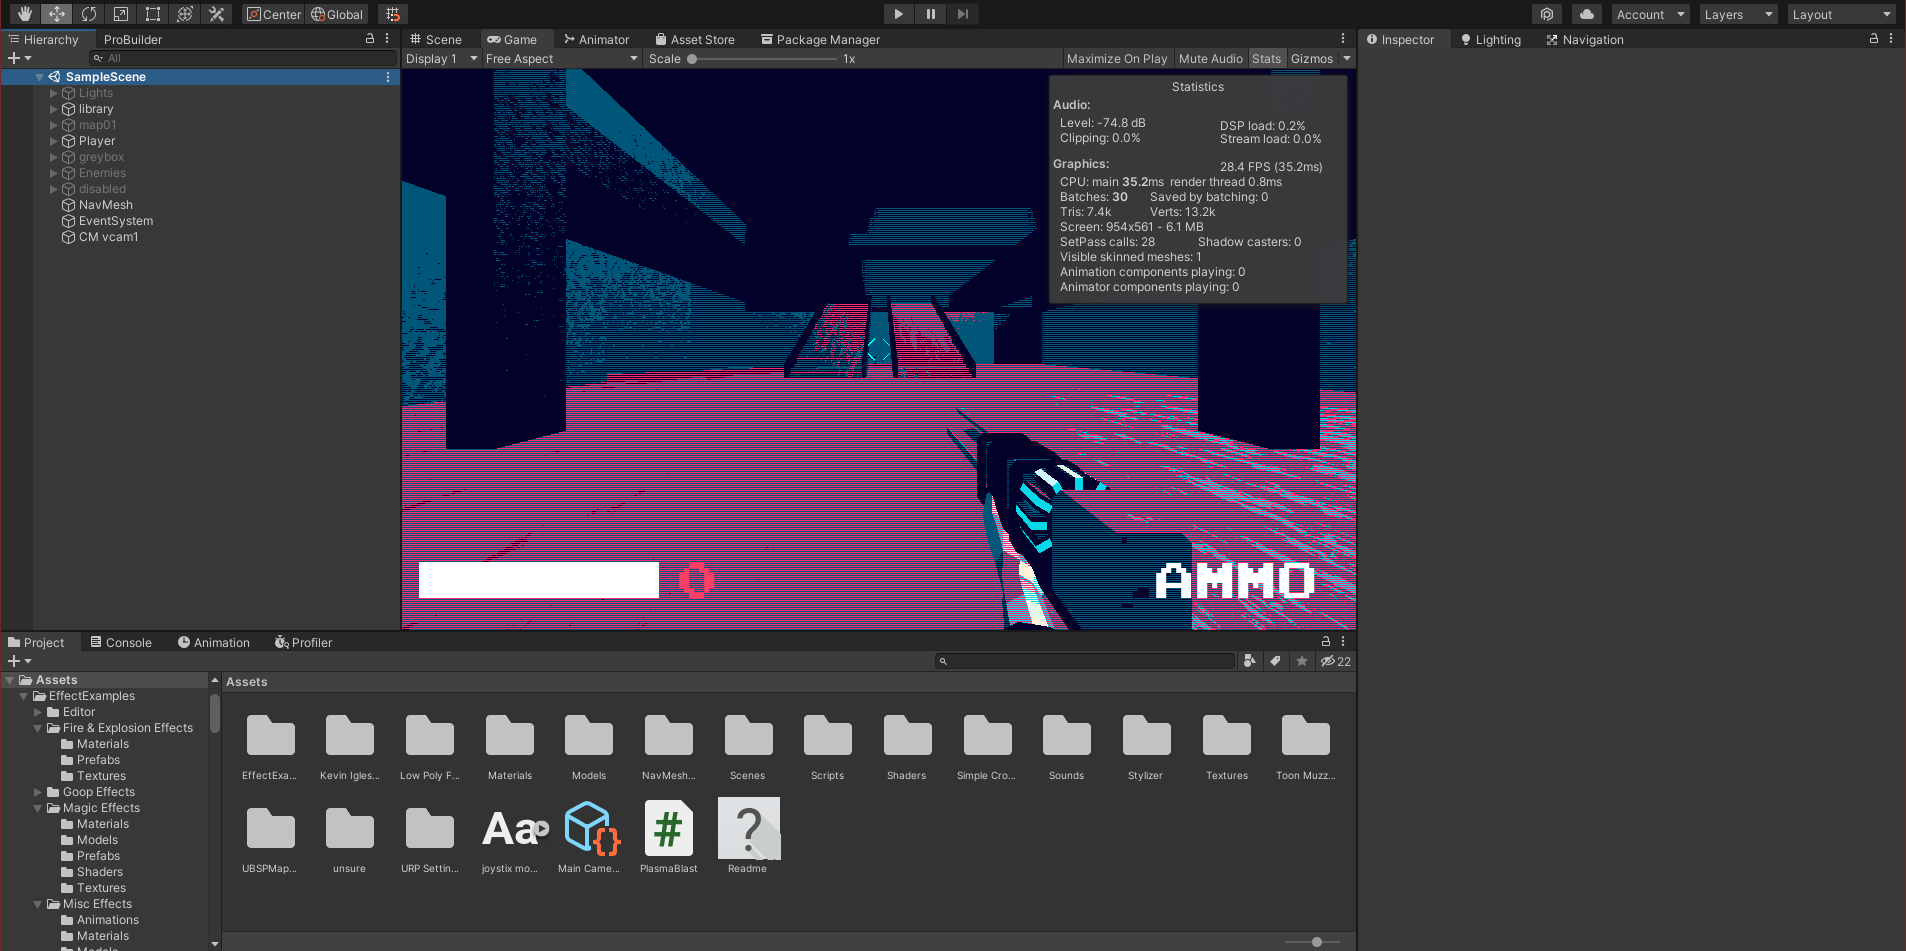 Center
Global
Account
Layers
Layout
Hierarchy
ProBuilder
All
SampleScene
Lights
library
map01
Player
greybox
Enemies
disabled
NavMesh
EventSystem
CM vcam1
Scene
Game
Animator
Asset Store
Package Manager
Display 1
Free Aspect
Scale
1x
Maximize On Play
Mute Audio
Stats
Gizmos
Statistics
Audio:
Level: -74.8 dB
DSP load: 0.2%
Clipping: 0.0%
Stream load: 0.0%
Graphics:
28.4 FPS (35.2ms)
CPU: main 35.2ms render thread 0.8ms
Batches: 30
Saved by batching: 0
Tris: 7.4k
Verts: 13.2k
Screen: 954x561 - 6.1 MB
SetPass calls: 28
Shadow casters: 0
Visible skinned meshes: 1
Animation components playing: 0
Animator components playing: 0
0
AMMO
Inspector
Lighting
Navigation
Project
Console
Animation
Profiler
22
Assets
EffectExamples
Editor
Fire & Explosion Effects
Materials
Prefabs
Textures
Goop Effects
Magic Effects
Materials
Models
Prefabs
Shaders
Textures
Misc Effects
Animations
Materials
Models
Assets
EffectExa...
Kevin Igles...
Low Poly F...
Materials
Models
NavMesh...
Scenes
Scripts
Shaders
Simple Cro...
Sounds
Stylizer
Textures
Toon Muzz...
Aa
#
?
UBSPMap...
unsure
URP Settin...
joystix mo...
Main Came...
PlasmaBlast
Readme